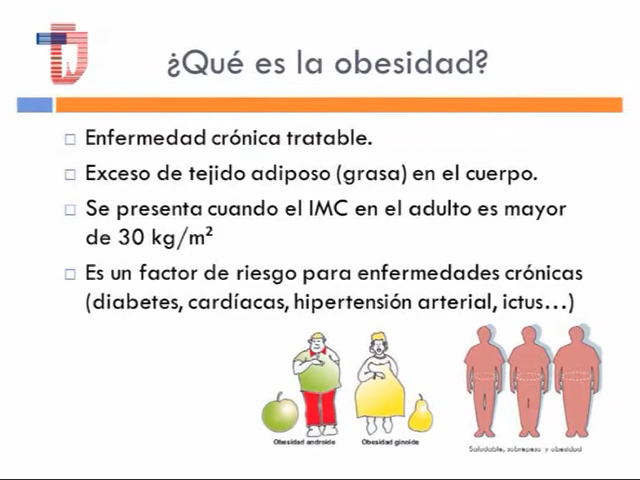 ¿Qué es la obesidad?
Enfermedad crónica tratable.
Exceso de tejido adiposo (grasa) en el cuerpo.
Se presenta cuando el IMC en el adulto es mayor
de 30 kg/m²
Es un factor de riesgo para enfermedades crónicas
(diabetes, cardíacas, hipertensión arterial, ictus…)
Obesidad androide
Obesidad ginoide
Saludable, sobrepeso y obesidad